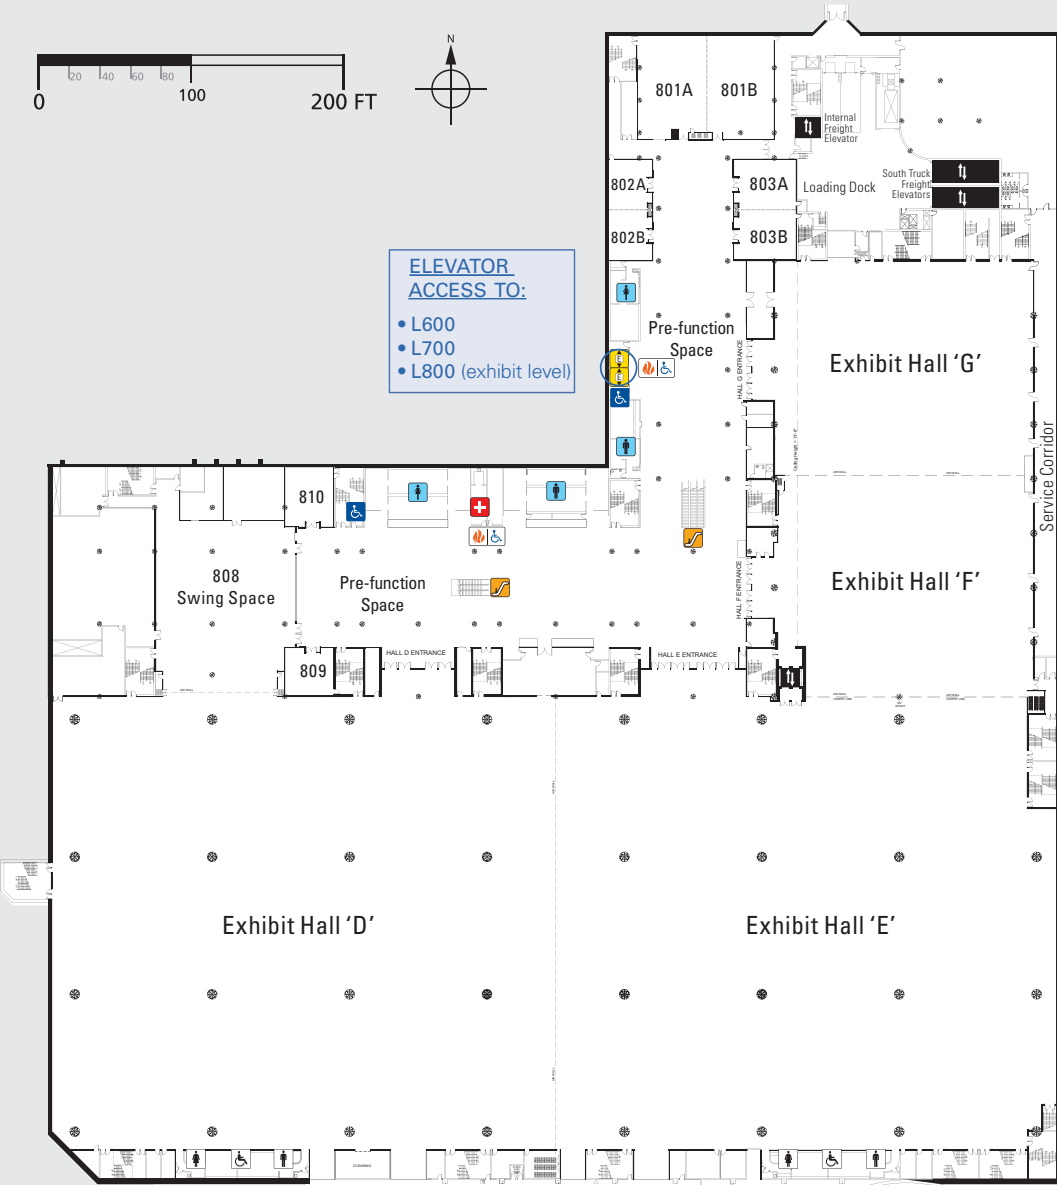 N
0
20
40
60
80
100
200 FT
801A
801B
Internal
Freight
Elevator
802A
803A
Loading Dock
South Truck
Freight
Elevators
802B
803B
ELEVATOR
ACCESS TO:
• L600
• L700
• L800 (exhibit level)
Pre-function
Space
HALL G ENTRANCE
Exhibit Hall ‘G’
Service Corridor
810
808
Swing Space
Pre-function
Space
HALL F ENTRANCE
Exhibit Hall ‘F’
809
HALL D ENTRANCE
HALL E ENTRANCE
Exhibit Hall ‘D’
Exhibit Hall ‘E’